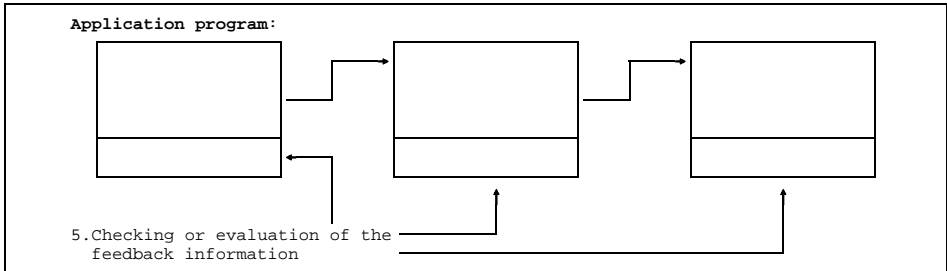 Application program:
5.Checking or evaluation of the
feedback information